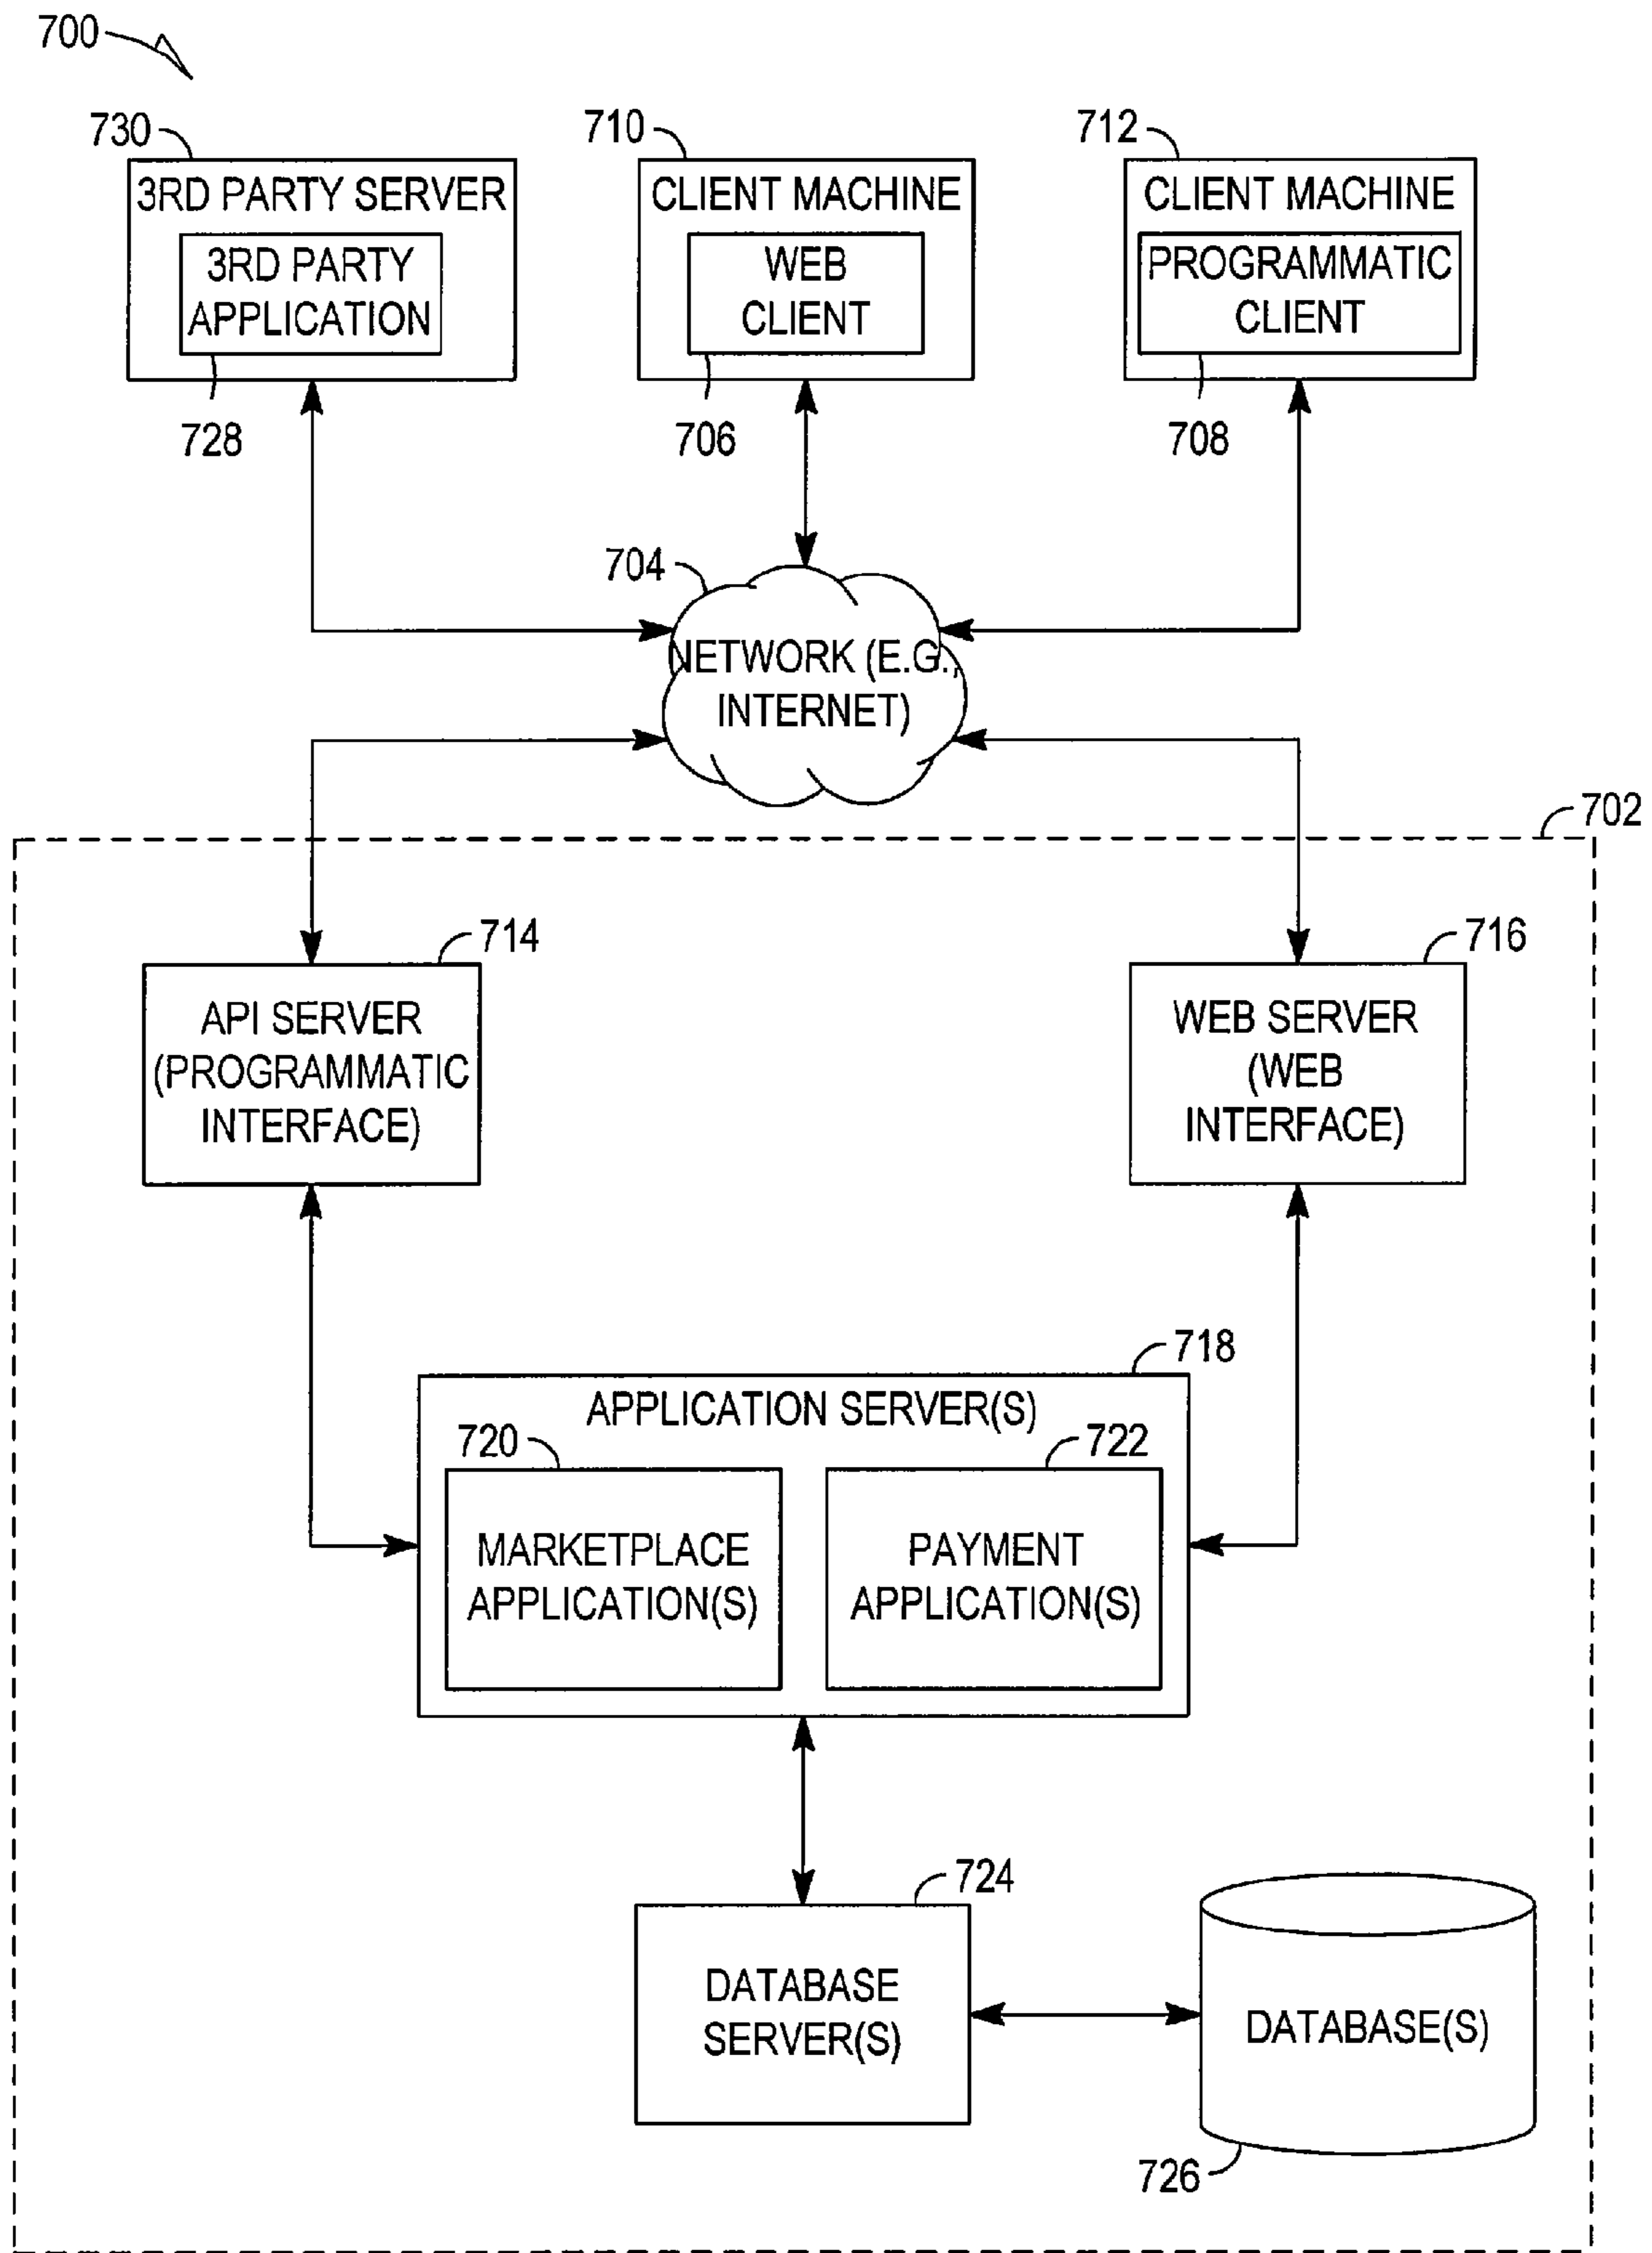 700
730
710
712
3RD PARTY SERVER
3RD PARTY
APPLICATION
728
CLIENT MACHINE
WEB
CLIENT
706
CLIENT MACHINE
PROGRAMMATIC
CLIENT
708
704
NETWORK (E.G.,
INTERNET)
702
714
API SERVER
(PROGRAMMATIC
INTERFACE)
716
WEB SERVER
(WEB
INTERFACE)
718
APPLICATION SERVER(S)
720
MARKETPLACE
APPLICATION(S)
722
PAYMENT
APPLICATION(S)
724
DATABASE
SERVER(S)
DATABASE(S)
726